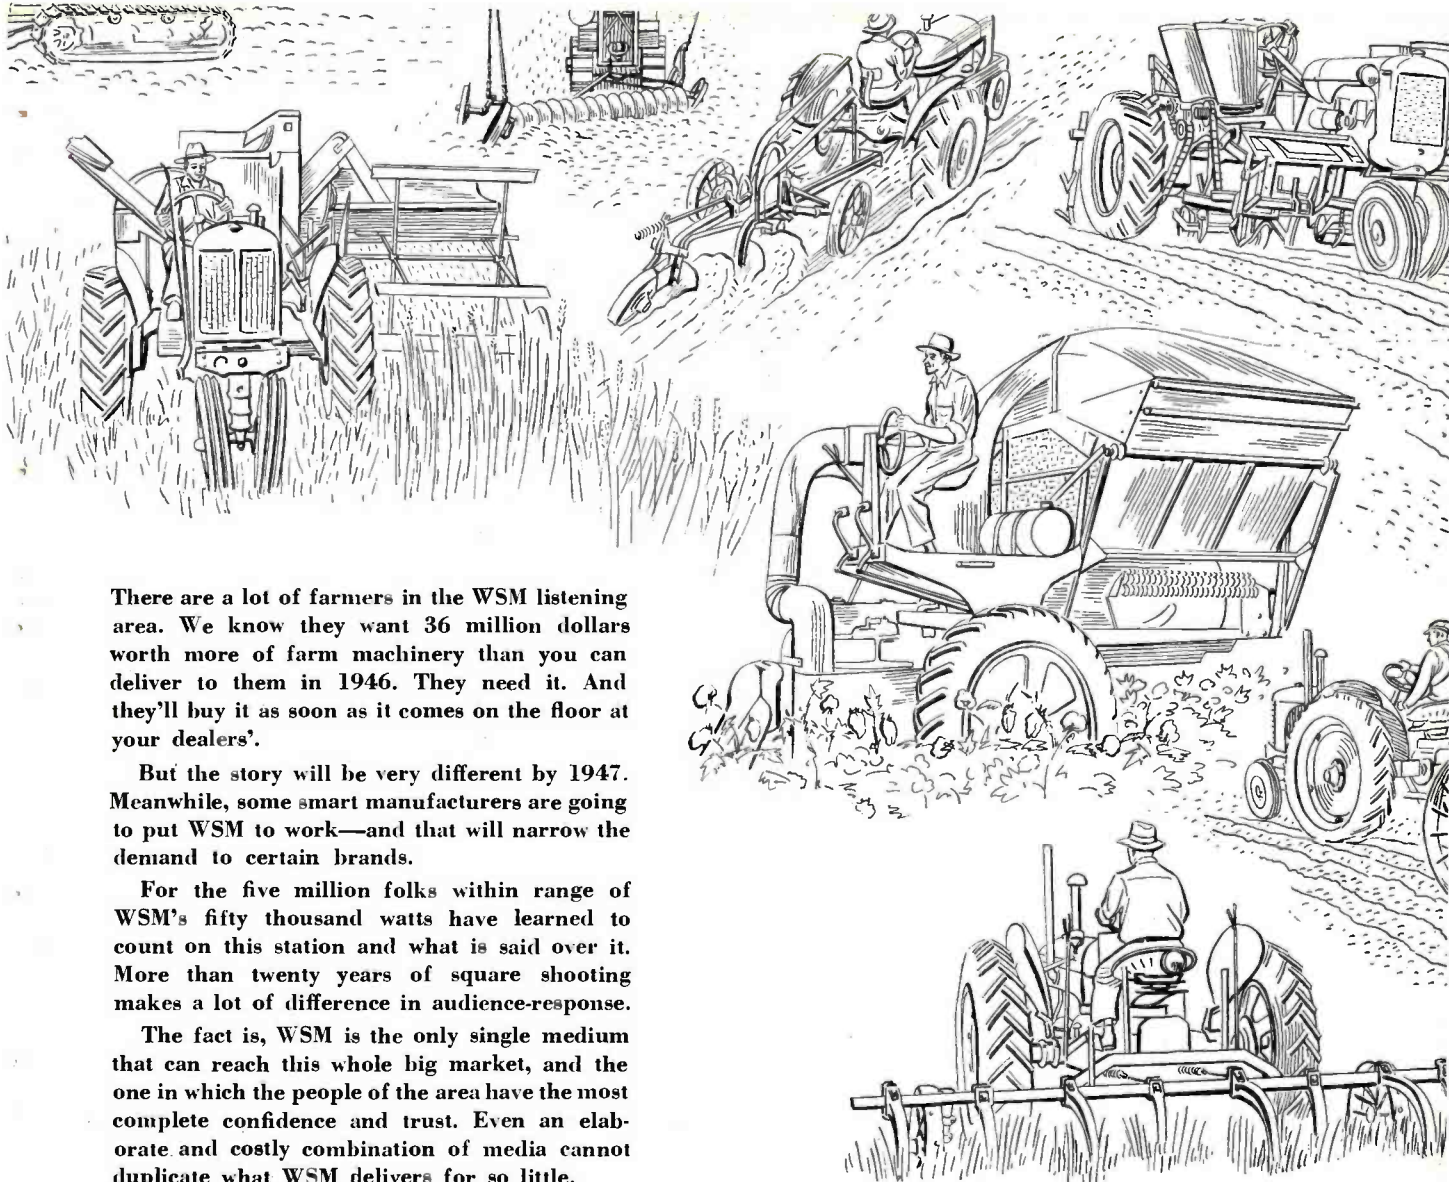 There are a lot of farmers in the WSM listening
area. We know they want 36 million dollars
worth more of farm machinery than you can
deliver to them in 1946. They need it. And
they'll buy it as soon as it comes on the floor at
your dealers'.
But the story will be very different by 1947.
Meanwhile, some smart manufacturers are going
to put WSM to work—and that will narrow the
demand to certain brands.
For the five million folks within range of
WSM's fifty thousand watts have learned to
count on this station and what is said over it.
More than twenty years of square shooting
makes a lot of difference in audience-response.
The fact is, WSM is the only single medium
that can reach this whole big market, and the
one in which the people of the area have the most
complete confidence and trust. Even an elab-
orate and costly combination of media cannot
duplicate what WSM delivers for so little.